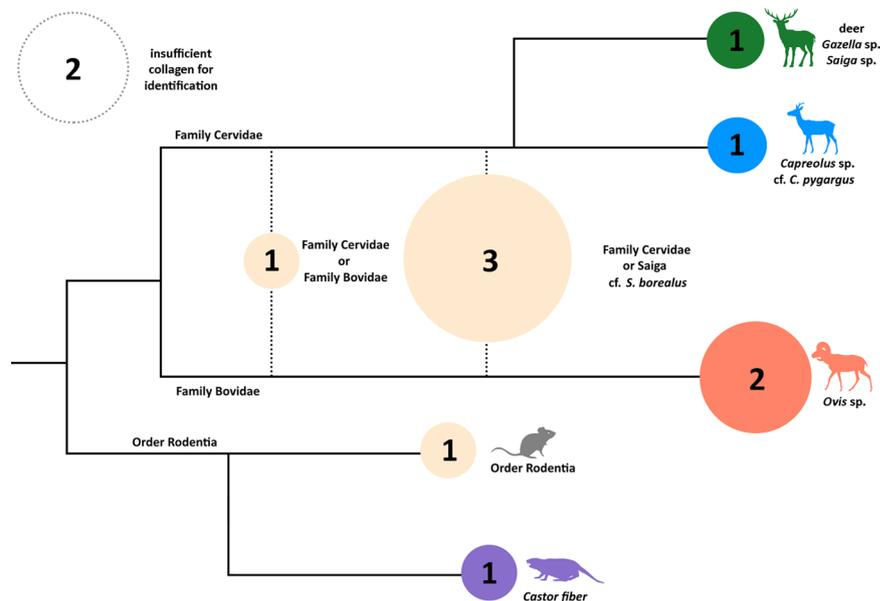 2
insufficient
collagen for
identification
1
deer
Gazella sp.
Saiga sp.
Family Cervidae
1
Capreolus sp.
cf. C. pygargus
1
Family Cervidae
or
Family Bovidae
3
Family Cervidae
or Saiga
cf. S. borealus
2
Ovis sp.
Family Bovidae
Order Rodentia
1
Order Rodentia
1
Castor fiber